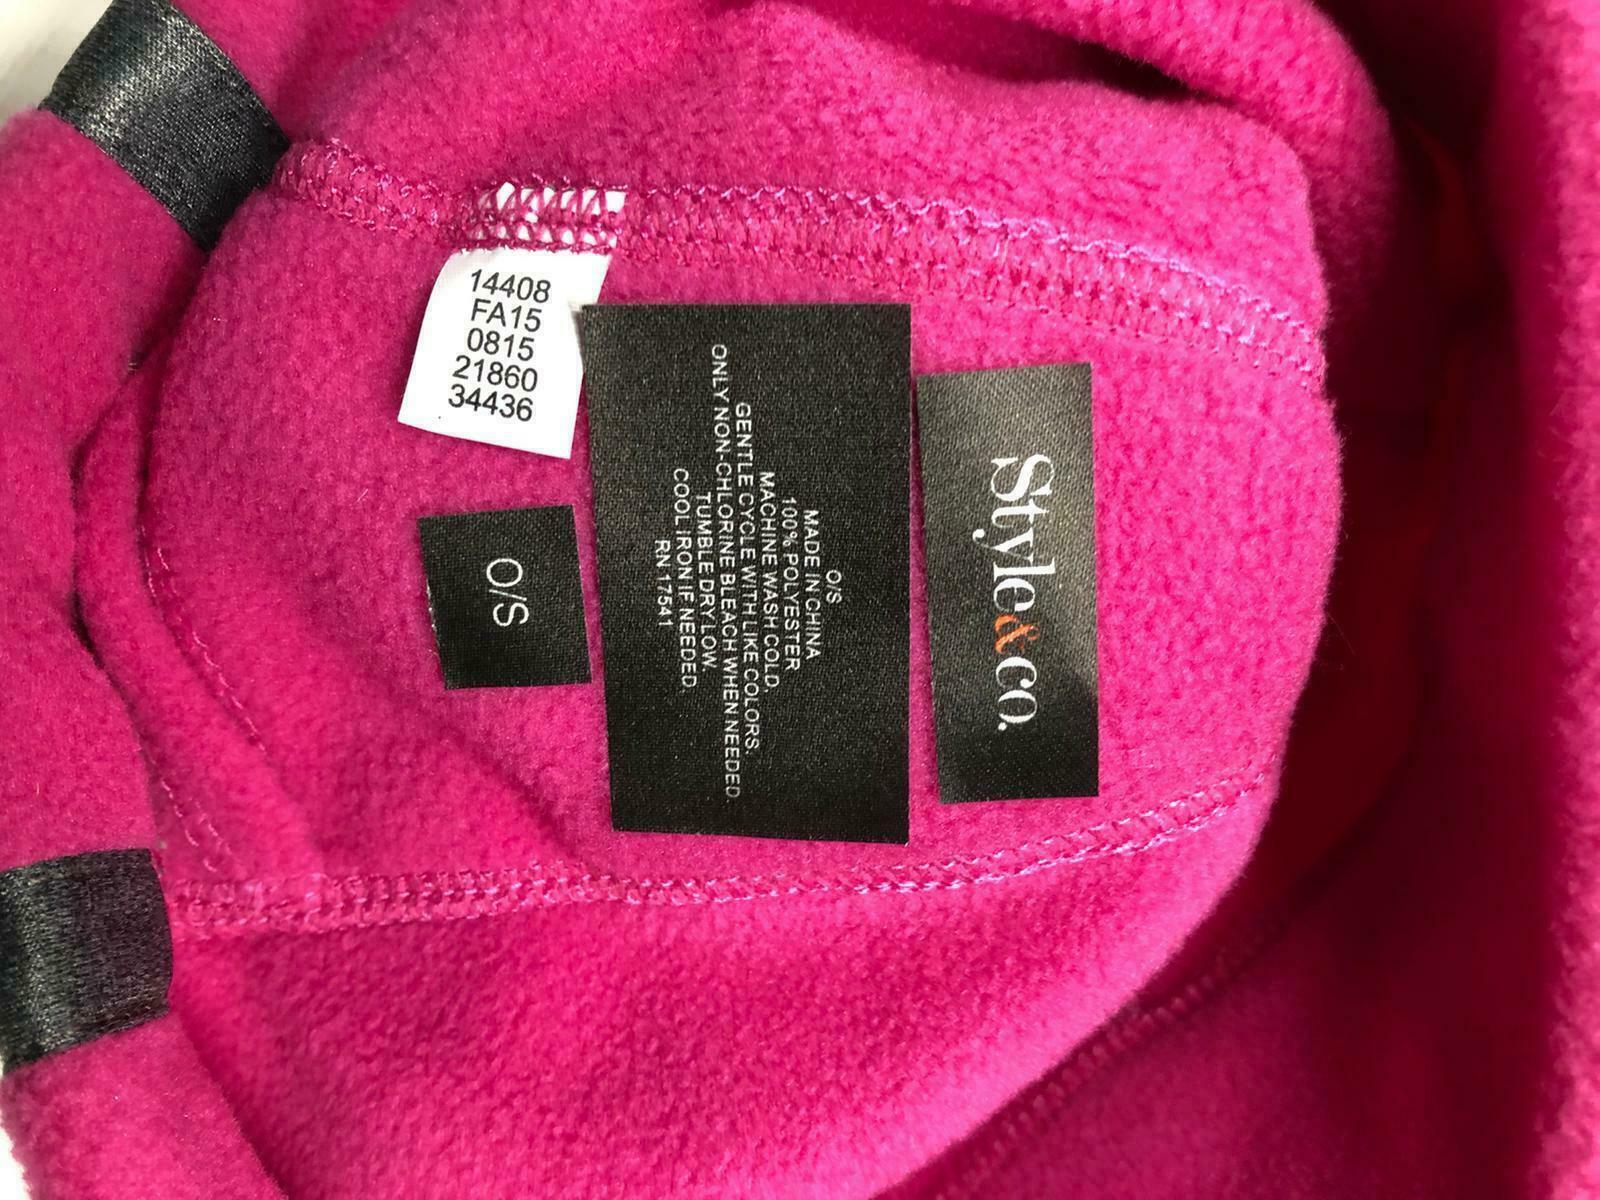 14408
FA15
0815
21860
34436
Style&co.
O/S
MADE IN CHINA
100% POLYESTER
MACHINE WASH COLD,
GENTLE CYCLE WITH LIKE COLORS.
ONLY NON-CHLORINE BLEACH WHEN NEEDED.
TUMBLE DRY LOW.
COOL IRON IF NEEDED.
RN 17541
O/S